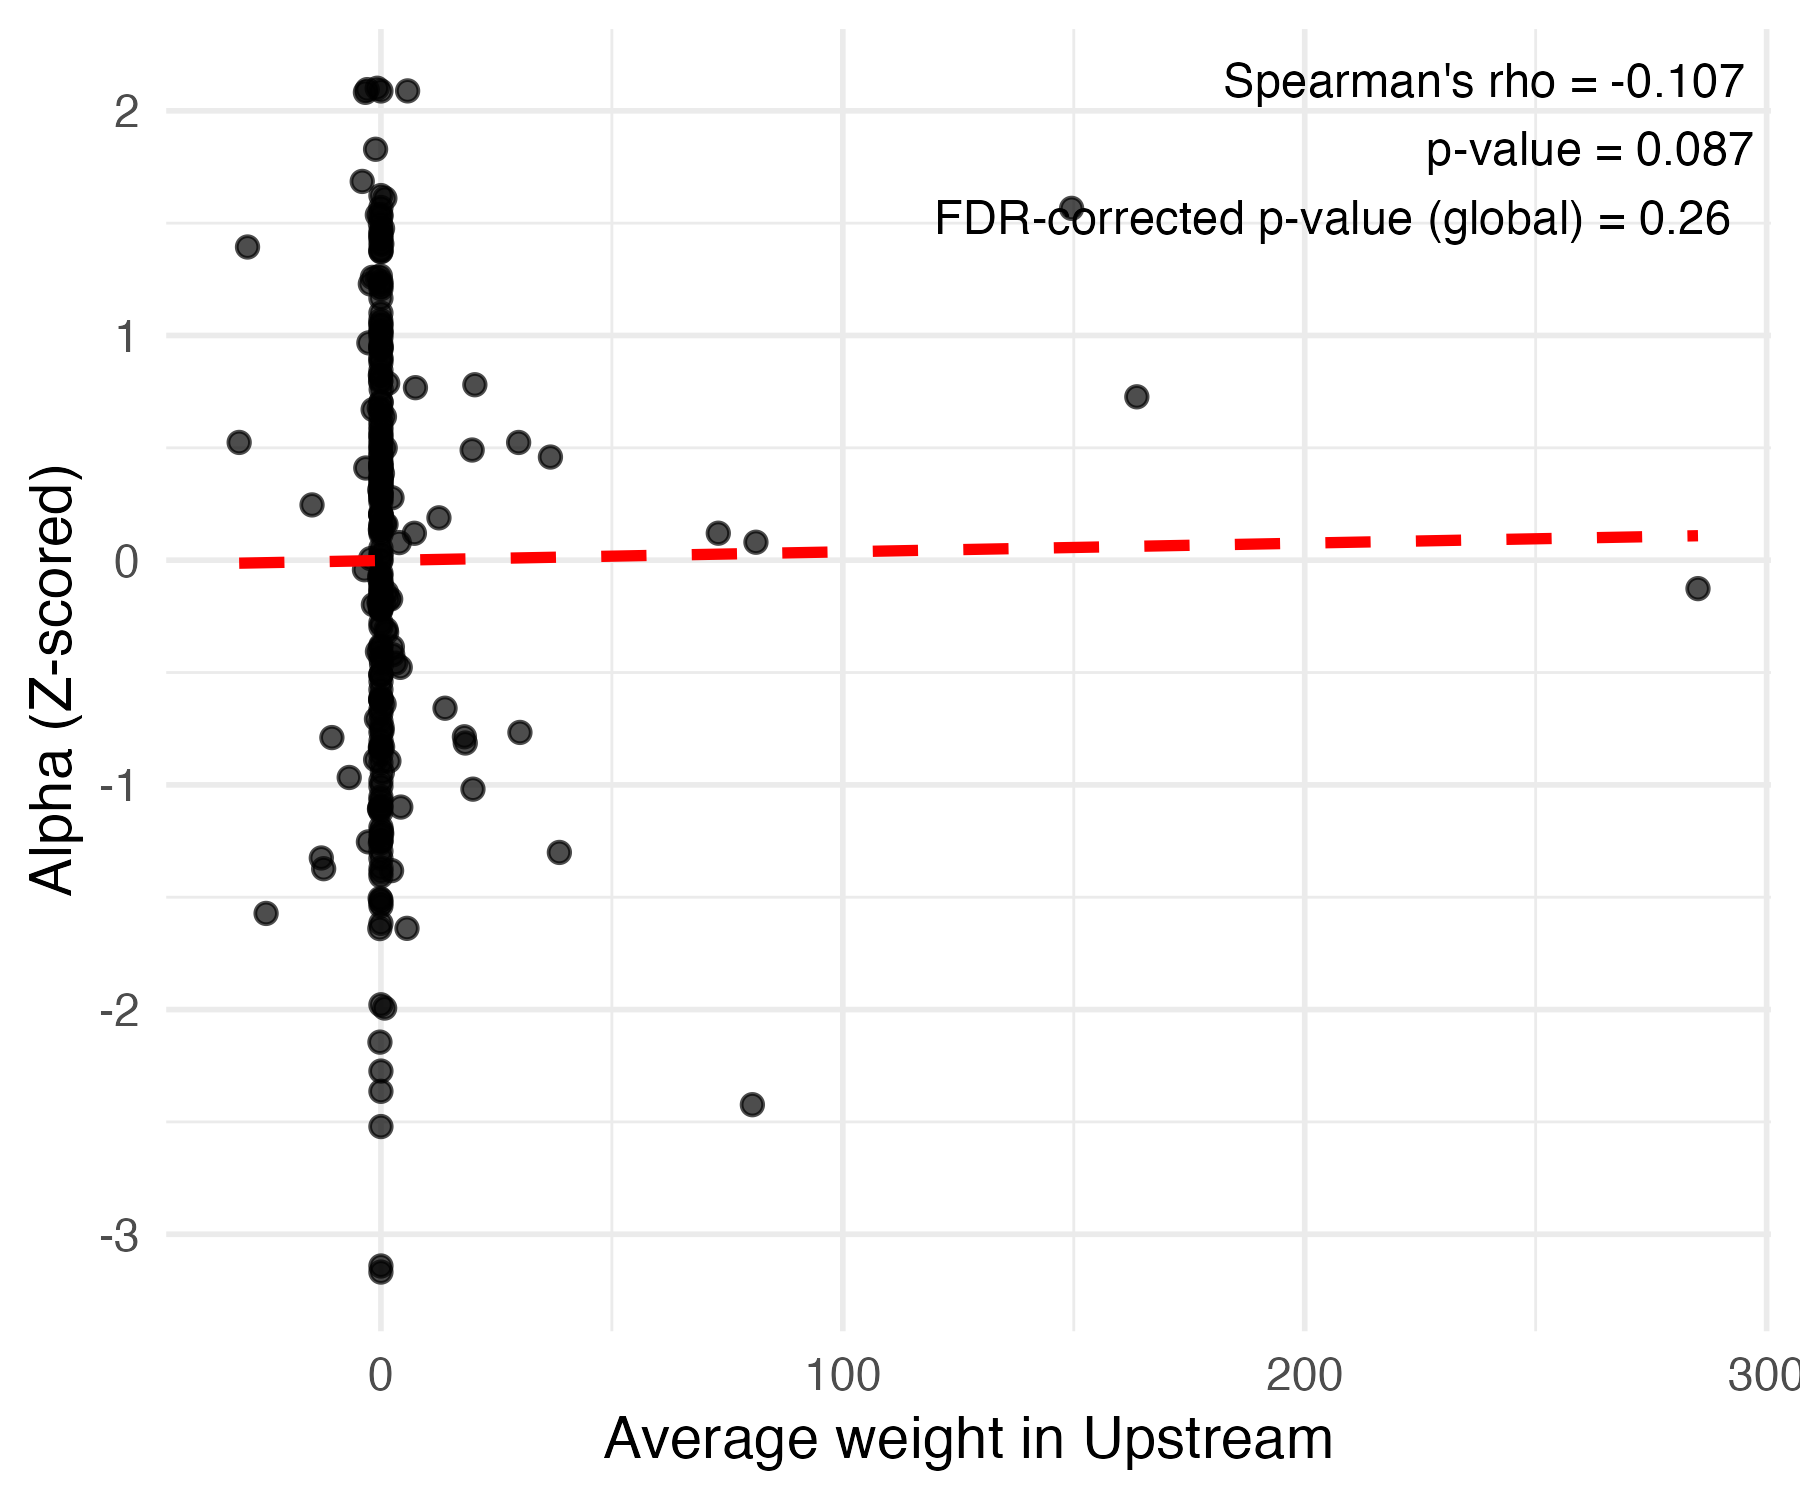 Spearman's rho = -0.107
p-value = 0.087
FDR-corrected p-value (global) = 0.26
2
1
0
-1
-2
-3
Alpha (Z-scored)
0 100 200 300
Average weight in Upstream